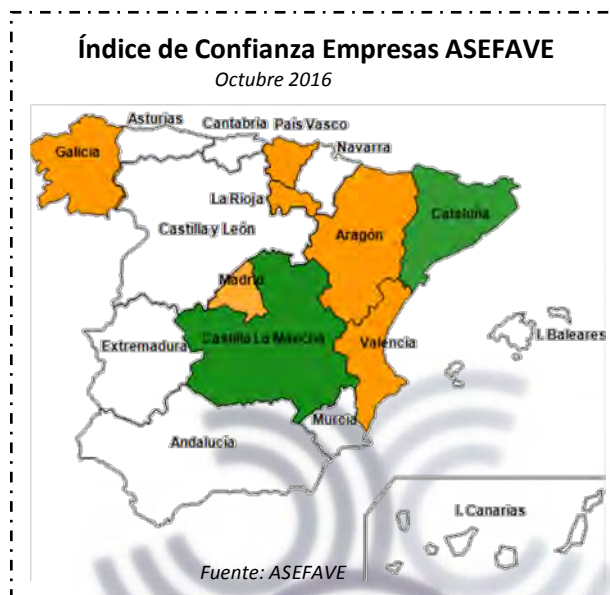 Índice de Confianza Empresas ASEFAVE
Octubre 2016
Asturias
Cantabria
País Vasco
Navarra
Galicia
La Rioja
Castilla y León
Aragón
Cataluña
Madrid
Castilla La Mancha
Valencia
I. Baleares
Extremadura
Murcia
Andalucía
I. Canarias
Fuente: ASEFAVE